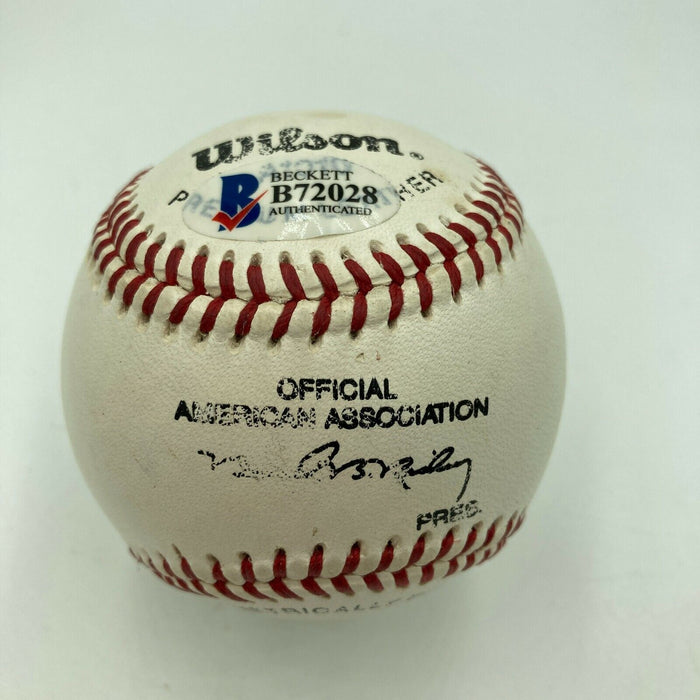 Wilson.
BECKETT
B B72028
AUTHENTICATED
OFFICIAL
AMERICAN ASSOCIATION
PRES.